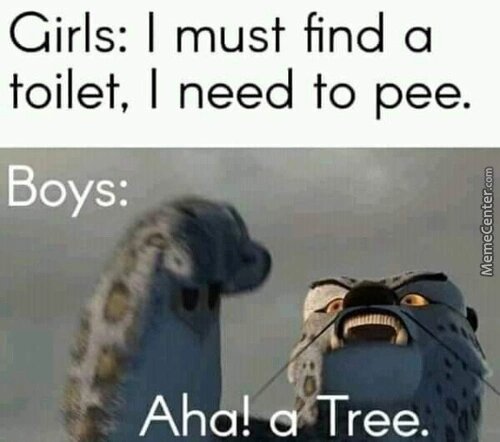 Girls: I must find a
toilet, I need to pee.
Boys:
MemeCenter.com
Aha! a Tree.